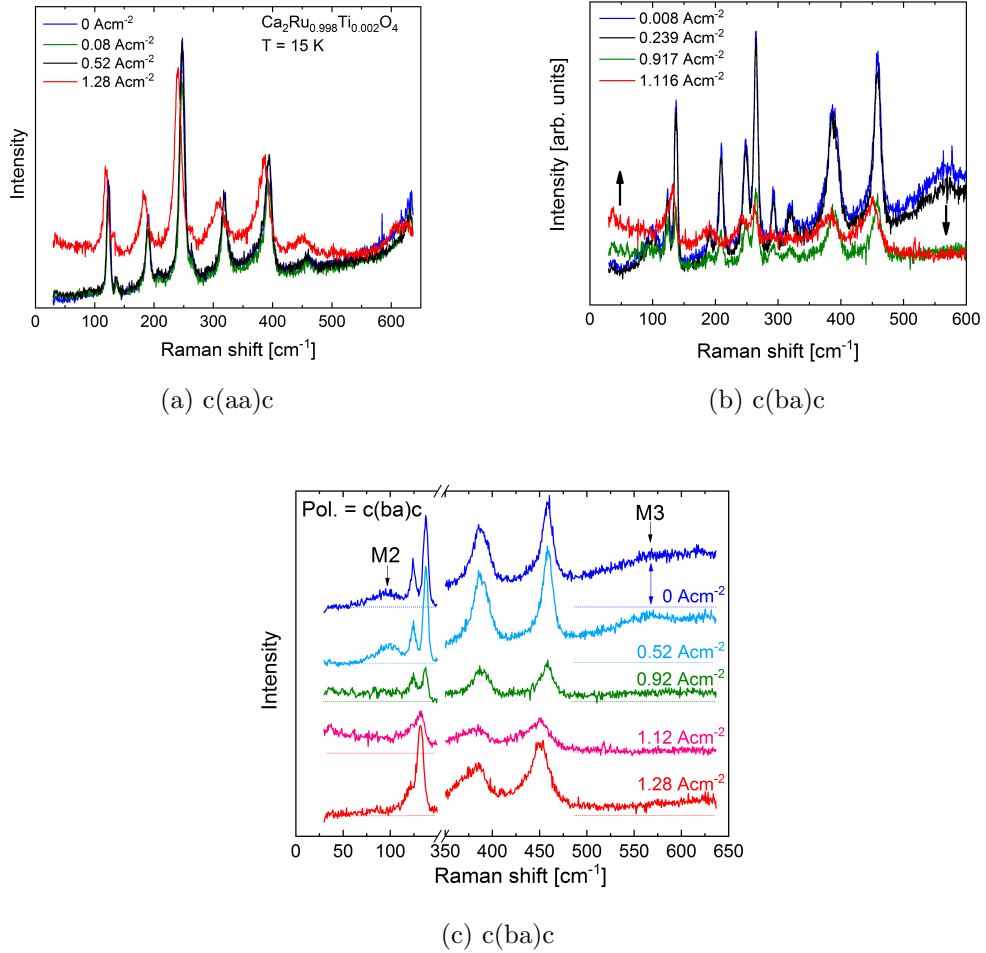 0 Acm⁻²
0.08 Acm⁻²
0.52 Acm⁻²
1.28 Acm⁻²
Ca₂Ru₀.₉₉₈Ti₀.₀₀₂O₄
T = 15 K
Intensity
0 100 200 300 400 500 600
Raman shift [cm⁻¹]
(a) c(aa)c
0.008 Acm⁻²
0.239 Acm⁻²
0.917 Acm⁻²
1.116 Acm⁻²
Intensity [arb. units]
0 100 200 300 400 500 600
Raman shift [cm⁻¹]
(b) c(ba)c
Pol. = c(ba)c
M2
M3
0 Acm⁻²
0.52 Acm⁻²
0.92 Acm⁻²
1.12 Acm⁻²
1.28 Acm⁻²
Intensity
0 50 100 350 400 450 500 550 600 650
Raman shift [cm⁻¹]
(c) c(ba)c